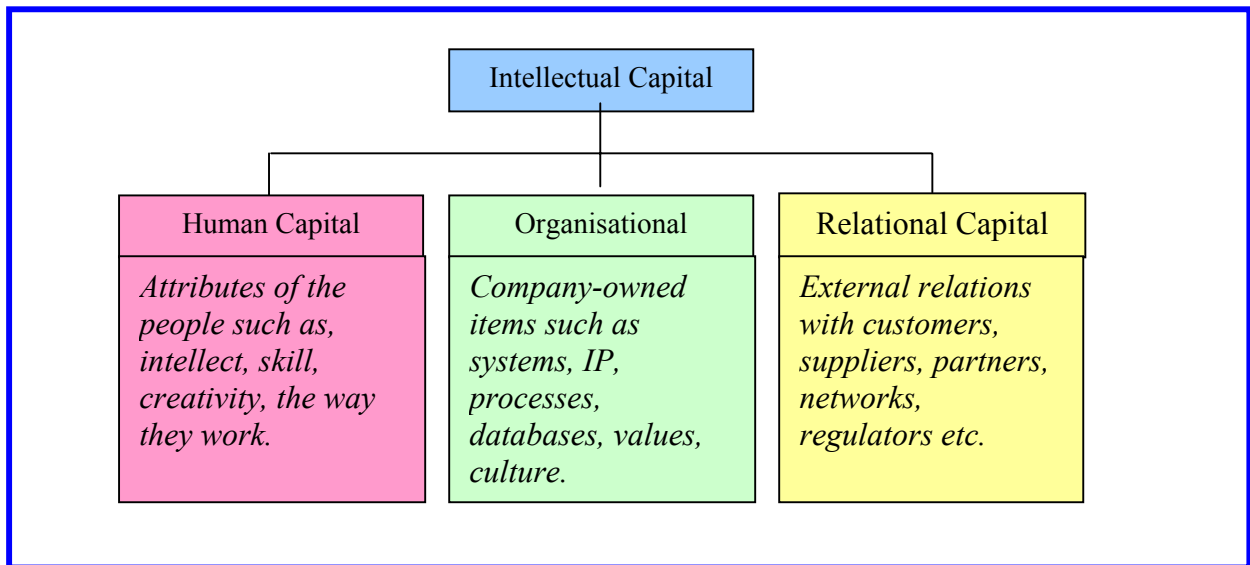 Intellectual Capital
Human Capital
Attributes of the
people such as,
intellect, skill,
creativity, the way
they work.
Organisational
Company-owned
items such as
systems, IP,
processes,
databases, values,
culture.
Relational Capital
External relations
with customers,
suppliers, partners,
networks,
regulators etc.